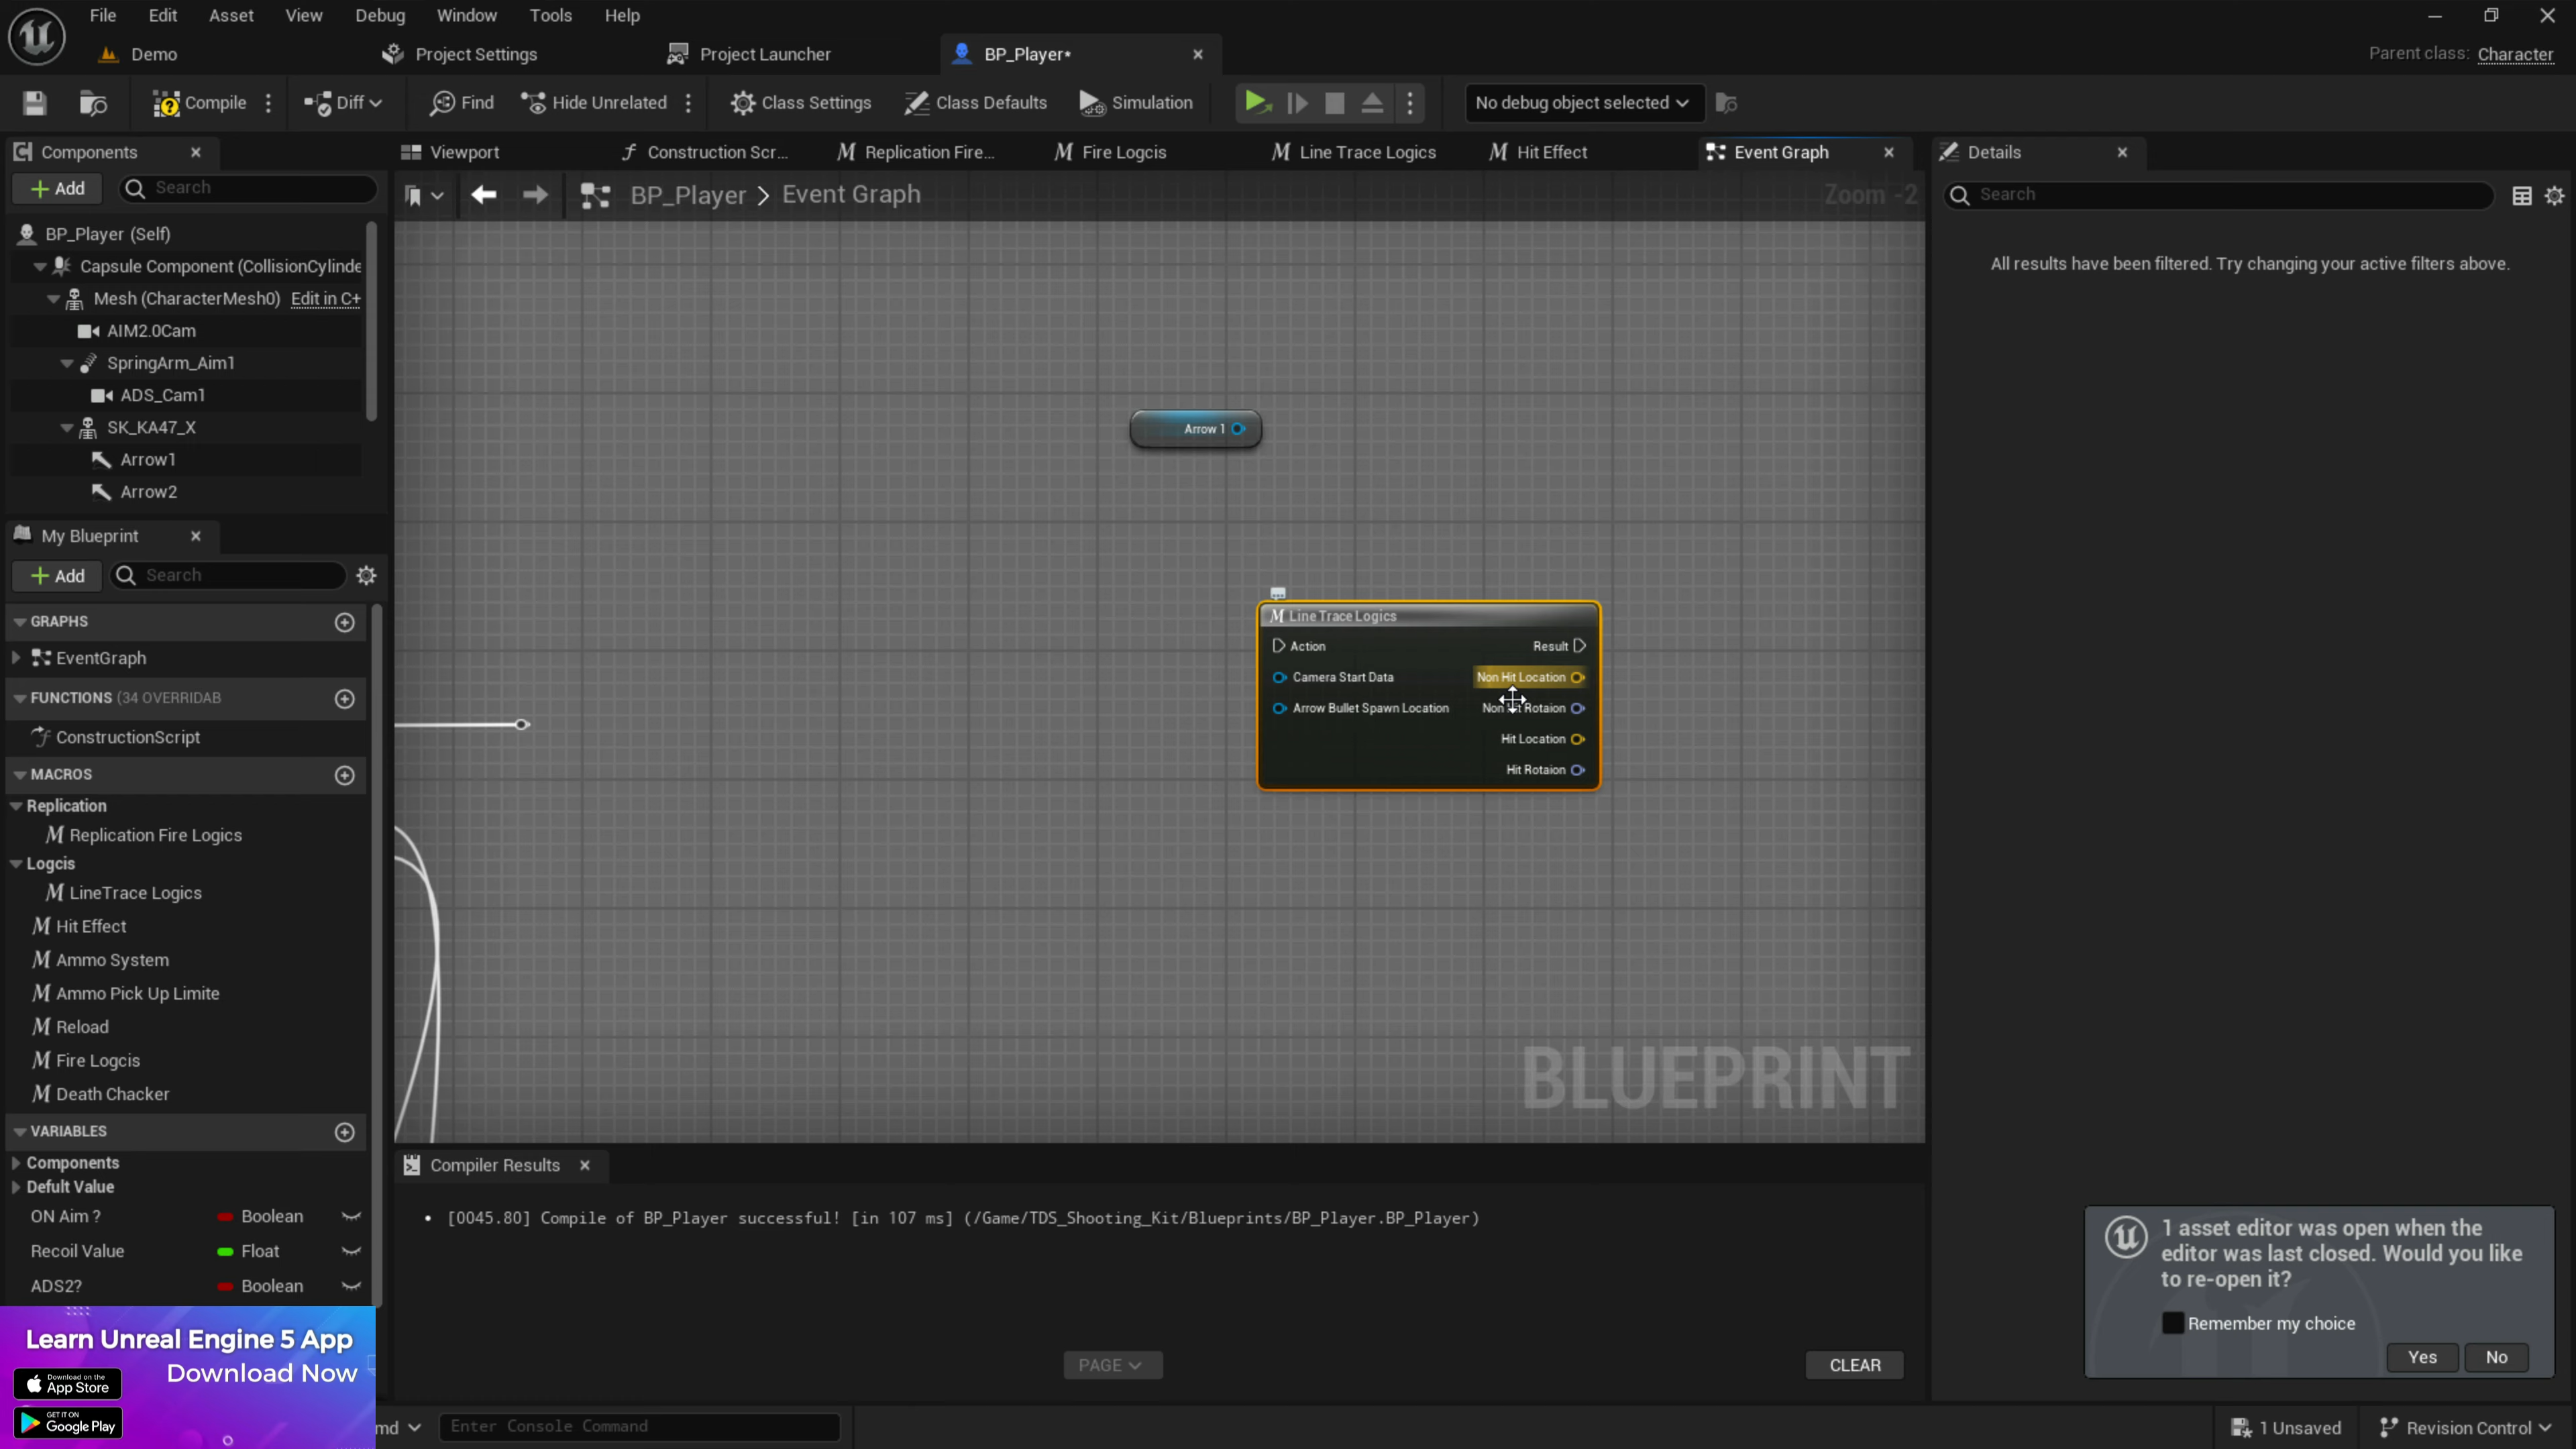 File Edit Asset View Debug Window Tools Help
Demo Project Settings Project Launcher BP_Player* Parent class: Character
Compile Diff Find Hide Unrelated Class Settings Class Defaults Simulation No debug object selected
Components
Viewport Construction Scr... Replication Fire... Fire Logcis Line Trace Logics Hit Effect Event Graph Details
Add Search
BP_Player > Event Graph Zoom -2 Search
BP_Player (Self)
Capsule Component (CollisionCylinde
Mesh (CharacterMesh0) Edit in C+
AIM2.0Cam
SpringArm_Aim1
ADS_Cam1
SK_KA47_X
Arrow1
Arrow2
All results have been filtered. Try changing your active filters above.
Arrow 1
Line Trace Logics
Action Result
Camera Start Data Non Hit Location
Arrow Bullet Spawn Location Non Rotaion
Hit Location
Hit Rotaion
BLUEPRINT
My Blueprint
Add Search
GRAPHS
EventGraph
FUNCTIONS (34 OVERRIDAB
ConstructionScript
MACROS
Replication
Replication Fire Logics
Logcis
LineTrace Logics
Hit Effect
Ammo System
Ammo Pick Up Limite
Reload
Fire Logcis
Death Chacker
VARIABLES
Components
Defult Value
ON Aim ? Boolean
Recoil Value Float
ADS2? Boolean
Compiler Results
[0045.80] Compile of BP_Player successful! [in 107 ms] (/Game/TDS_Shooting_Kit/Blueprints/BP_Player.BP_Player)
PAGE CLEAR
1 asset editor was open when the
editor was last closed. Would you like
to re-open it?
Remember my choice
Yes No
Learn Unreal Engine 5 App
Download Now
Download on the
App Store
GET IT ON
Google Play
md Enter Console Command 1 Unsaved Revision Control